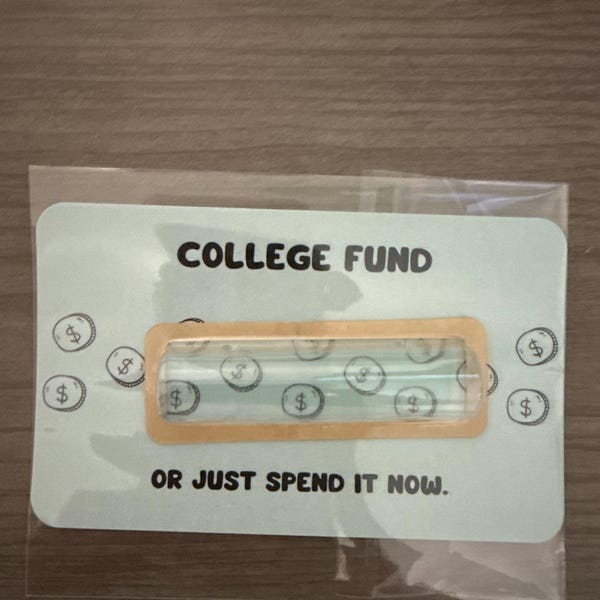 COLLEGE FUND
$ $ $ $ $ $ $ $ $
OR JUST SPEND IT NOW.